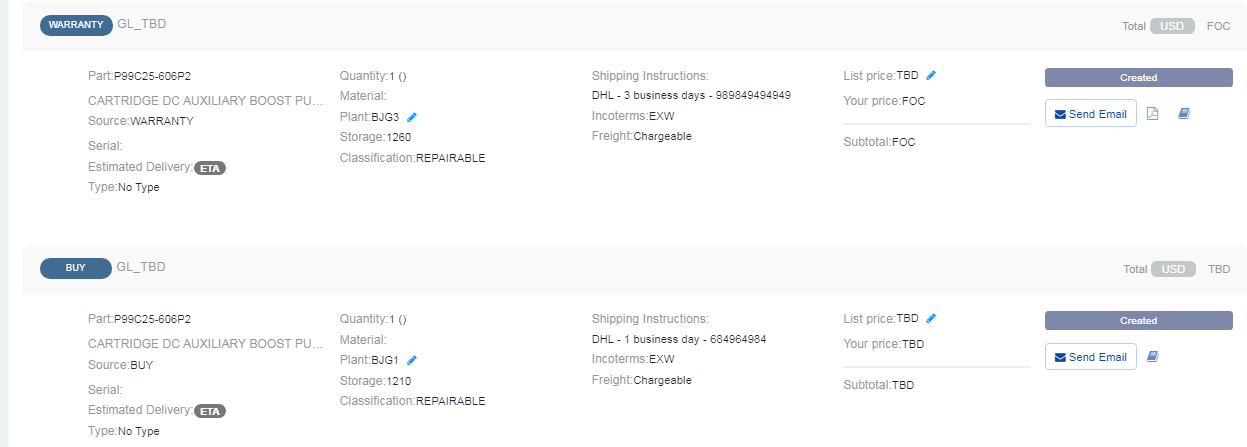 WARRANTY GL_TBD Total USD FOC
Part:P99C25-606P2
CARTRIDGE DC AUXILIARY BOOST PU...
Source:WARRANTY
Serial:
Estimated Delivery: ETA
Type:No Type
Quantity:1 ()
Material:
Plant:BJG3
Storage:1260
Classification:REPAIRABLE
Shipping Instructions:
DHL - 3 business days - 989849494949
Incoterms:EXW
Freight:Chargeable
List price:TBD
Your price:FOC
Subtotal:FOC
Created
Send Email
BUY GL_TBD Total USD TBD
Part:P99C25-606P2
CARTRIDGE DC AUXILIARY BOOST PU...
Source:BUY
Serial:
Estimated Delivery: ETA
Type:No Type
Quantity:1 ()
Material:
Plant:BJG1
Storage:1210
Classification:REPAIRABLE
Shipping Instructions:
DHL - 1 business day - 684964984
Incoterms:EXW
Freight:Chargeable
List price:TBD
Your price:TBD
Subtotal:TBD
Created
Send Email